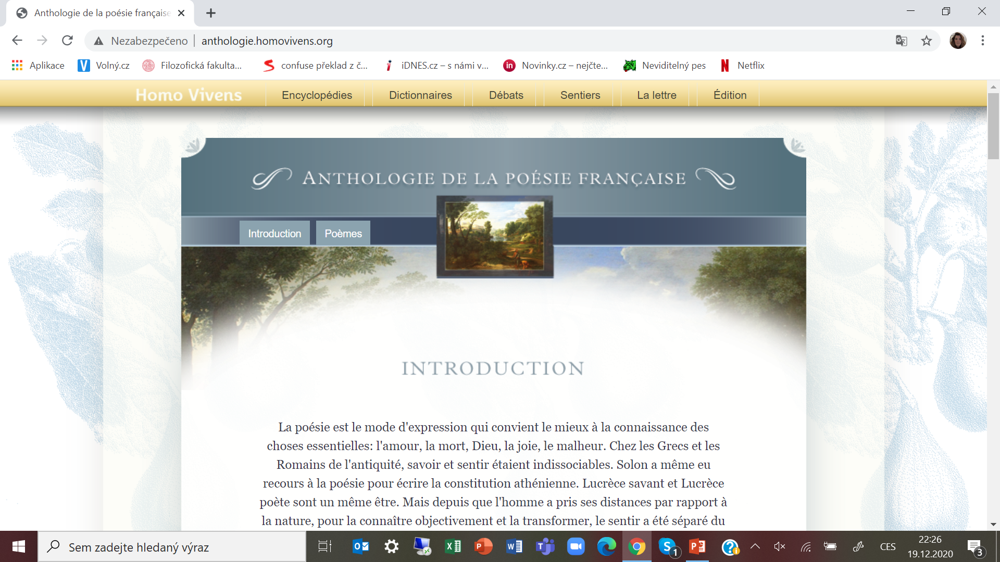 Anthologie de la poésie française
Nezabezpečeno
anthologie.homovivens.org
Aplikace
Volný.cz
Filozofická fakulta...
confuse překlad z č...
iDNES.cz – s námi v...
Novinky.cz – nejčte...
Neviditelný pes
Netflix
Homo Vivens
Encyclopédies
Dictionnaires
Débats
Sentiers
La lettre
Édition
ANTHOLOGIE DE LA POÉSIE FRANÇAISE
Introduction
Poèmes
INTRODUCTION
La poésie est le mode d'expression qui convient le mieux à la connaissance des
choses essentielles: l'amour, la mort, Dieu, la joie, le malheur. Chez les Grecs et les
Romains de l'antiquité, savoir et sentir étaient indissociables. Solon a même eu
recours à la poésie pour écrire la constitution athénienne. Lucrèce savant et Lucrèce
poète sont un même être. Mais depuis que l'homme a pris ses distances par rapport à
la nature, pour la connaître objectivement et la transformer, le sentir a été séparé du
Sem zadejte hledaný výraz
1
CES
22:26
19.12.2020
3